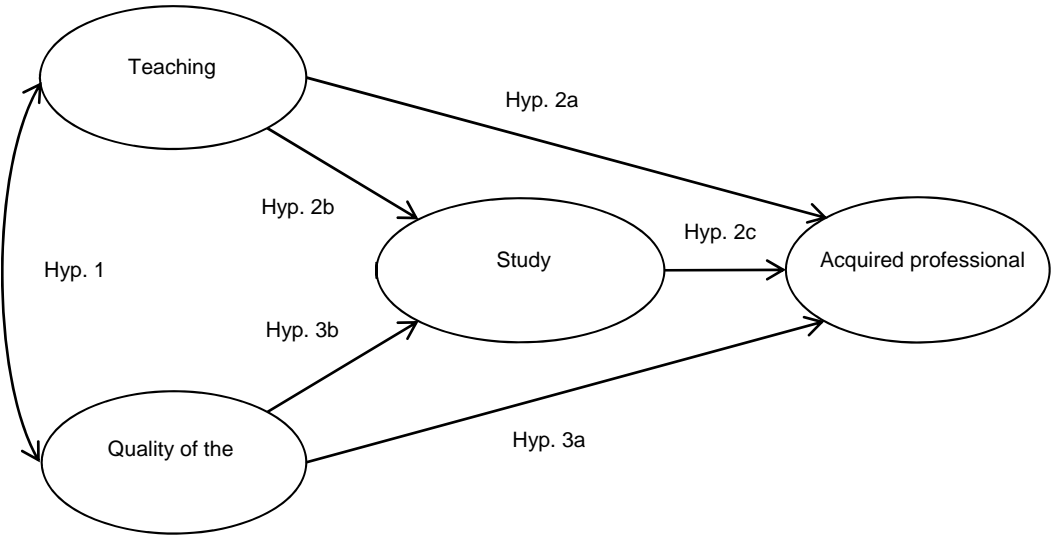 Teaching
Hyp. 2a
Hyp. 2b
Hyp. 2c
Study
Acquired professional
Hyp. 1
Hyp. 3b
Quality of the
Hyp. 3a